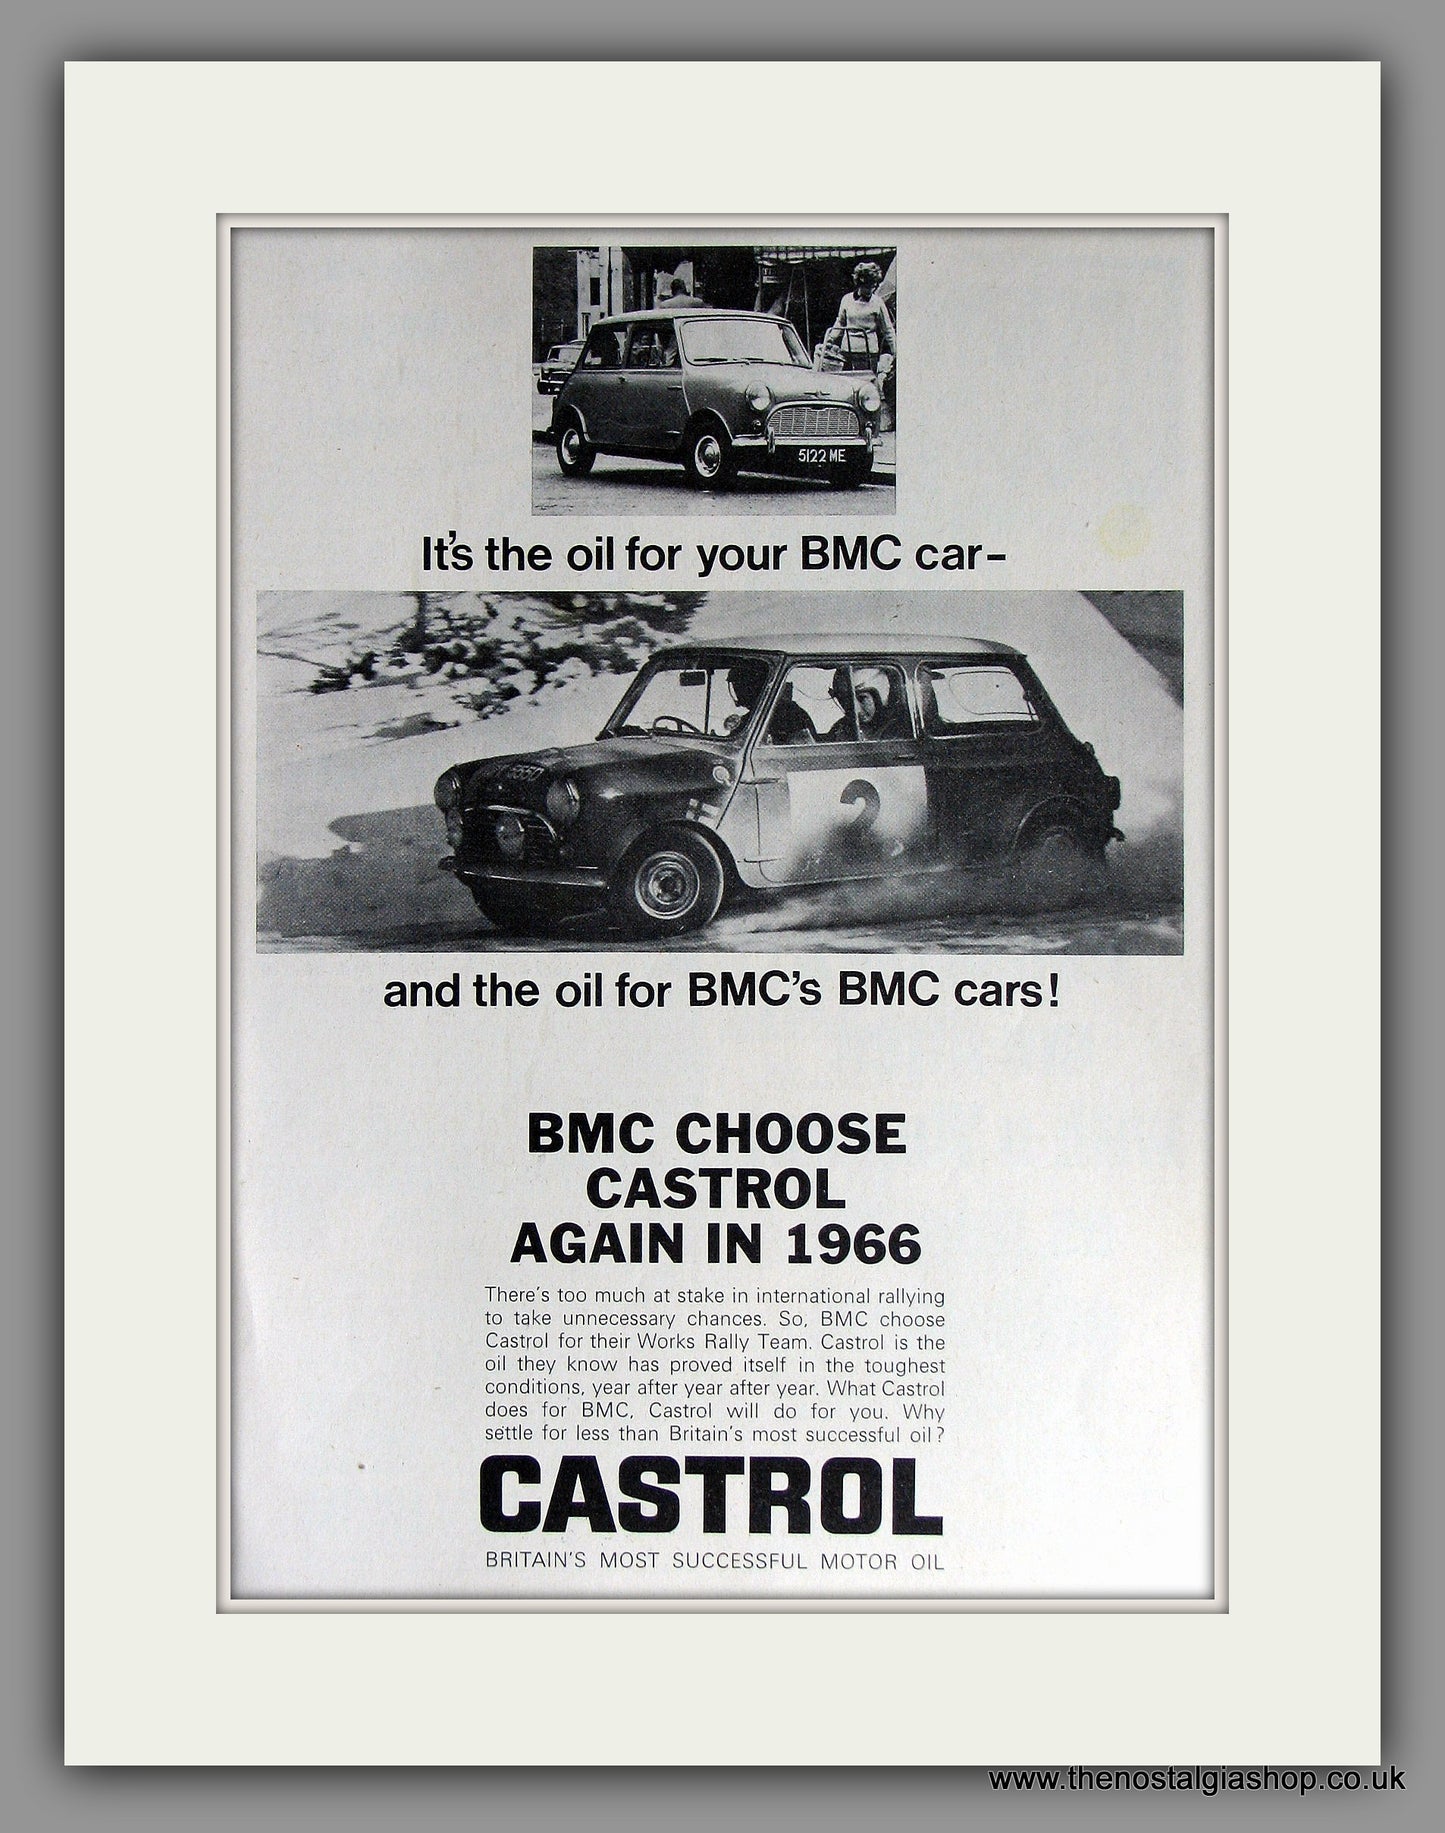 5122 ME
It's the oil for your BMC car-
2
and the oil for BMC's BMC cars!
BMC CHOOSE
CASTROL
AGAIN IN 1966
There's too much at stake in international rallying
to take unnecessary chances. So, BMC choose
Castrol for their Works Rally Team. Castrol is the
oil they know has proved itself in the toughest
conditions, year after year after year. What Castrol
does for BMC, Castrol will do for you. Why
settle for less than Britain's most successful oil?
CASTROL
BRITAIN'S MOST SUCCESSFUL MOTOR OIL
www.thenostalgiashop.co.uk